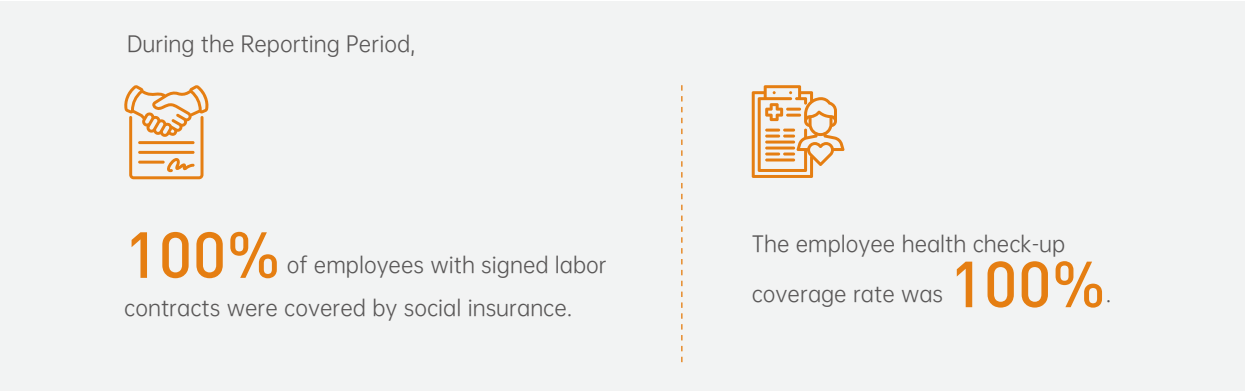 During the Reporting Period,
100% of employees with signed labor
contracts were covered by social insurance.
The employee health check-up
coverage rate was 100%.